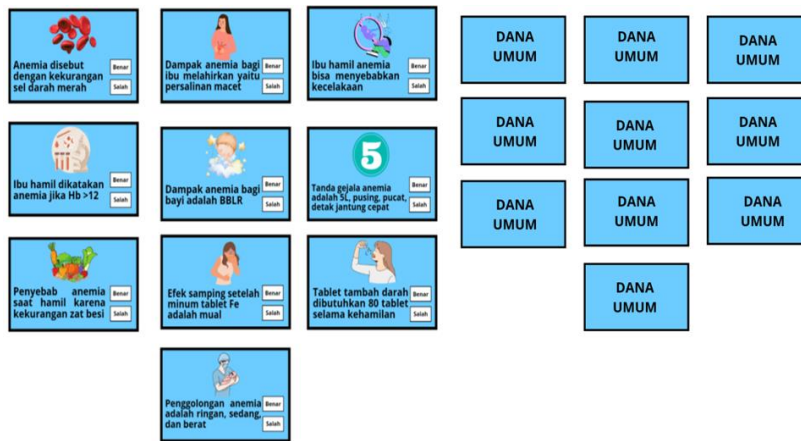 Anemia disebut
dengan kekurangan
sel darah merah
Benar
Salah
Dampak anemia bagi
ibu melahirkan yaitu
persalinan macet
Benar
Salah
Ibu hamil anemia
bisa menyebabkan
kecelakaan
Benar
Salah
Ibu hamil dikatakan
anemia jika Hb >12
Benar
Salah
Dampak anemia bagi
bayi adalah BBLR
Benar
Salah
5
Tanda gejala anemia
adalah 5L, pusing, pucat,
detak jantung cepat
Benar
Salah
Penyebab anemia
saat hamil karena
kekurangan zat besi
Benar
Salah
Efek samping setelah
minum tablet Fe
adalah mual
Benar
Salah
Tablet tambah darah
dibutuhkan 80 tablet
selama kehamilan
Benar
Salah
Penggolongan anemia
adalah ringan, sedang,
dan berat
Benar
Salah
DANA
UMUM
DANA
UMUM
DANA
UMUM
DANA
UMUM
DANA
UMUM
DANA
UMUM
DANA
UMUM
DANA
UMUM
DANA
UMUM
DANA
UMUM